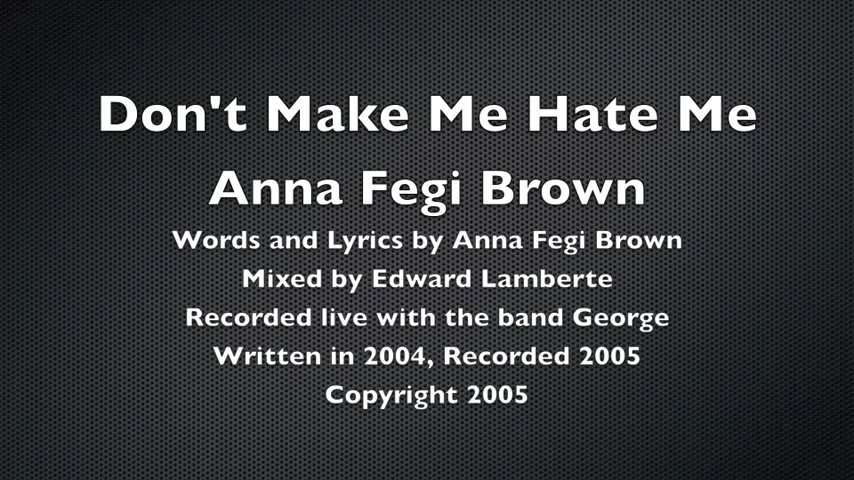 Don't Make Me Hate Me
Anna Fegi Brown
Words and Lyrics by Anna Fegi Brown
Mixed by Edward Lamberte
Recorded live with the band George
Written in 2004, Recorded 2005
Copyright 2005